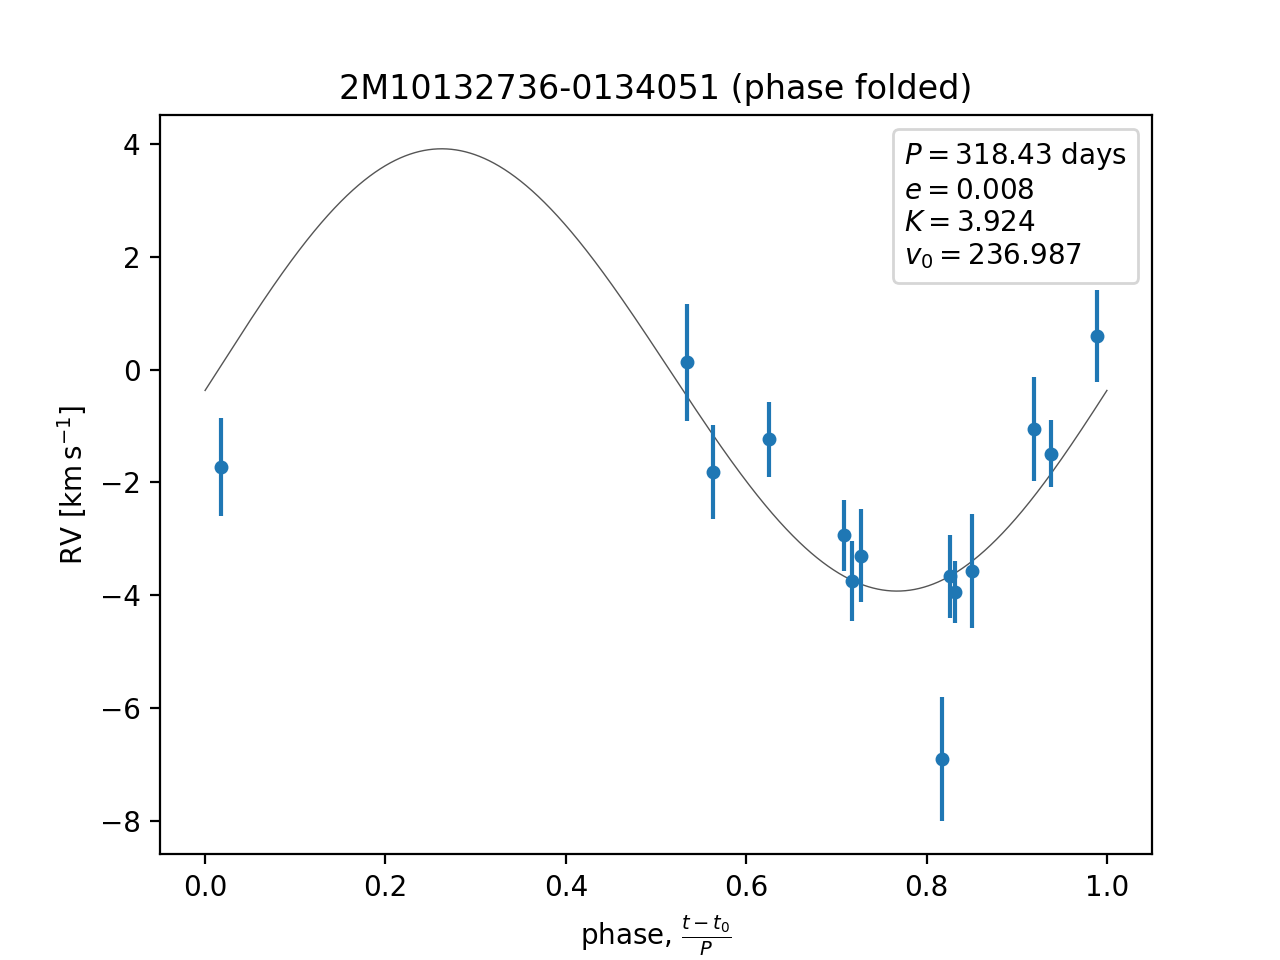 2M10132736-0134051 (phase folded)
P = 318.43 days
e = 0.008
K = 3.924
v₀ = 236.987
4
2
0
−2
−4
−6
−8
RV [km s⁻¹]
0.0 0.2 0.4 0.6 0.8 1.0
phase, (t − t₀)/P